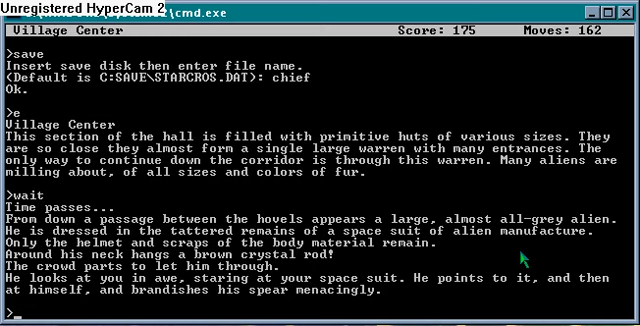 Unregistered HyperCam 2
\cmd.exe
Village Center Score: 175 Moves: 162
>save
Insert save disk then enter file name.
(Default is C:SAVE\STARCROS.DAT): chief
Ok.
>e
Village Center
This section of the hall is filled with primitive huts of various sizes. They
are so close they almost form a single large warren with many entrances. The
only way to continue down the corridor is through this warren. Many aliens are
milling about, of all sizes and colors of fur.
>wait
Time passes...
From down a passage between the hovels appears a large, almost all-grey alien.
He is dressed in the tattered remains of a space suit of alien manufacture.
Only the helmet and scraps of the body material remain.
Around his neck hangs a brown crystal rod!
The crowd parts to let him through.
He looks at you in awe, staring at your space suit. He points to it, and then
at himself, and brandishes his spear menacingly.
>_